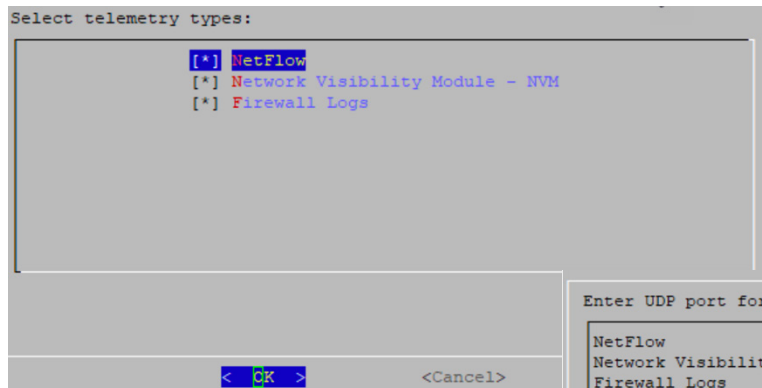 Select telemetry types:
[*] NetFlow
[*] Network Visibility Module - NVM
[*] Firewall Logs
< OK > <Cancel>
Enter UDP port for
NetFlow
Network Visibilit
Firewall Logs